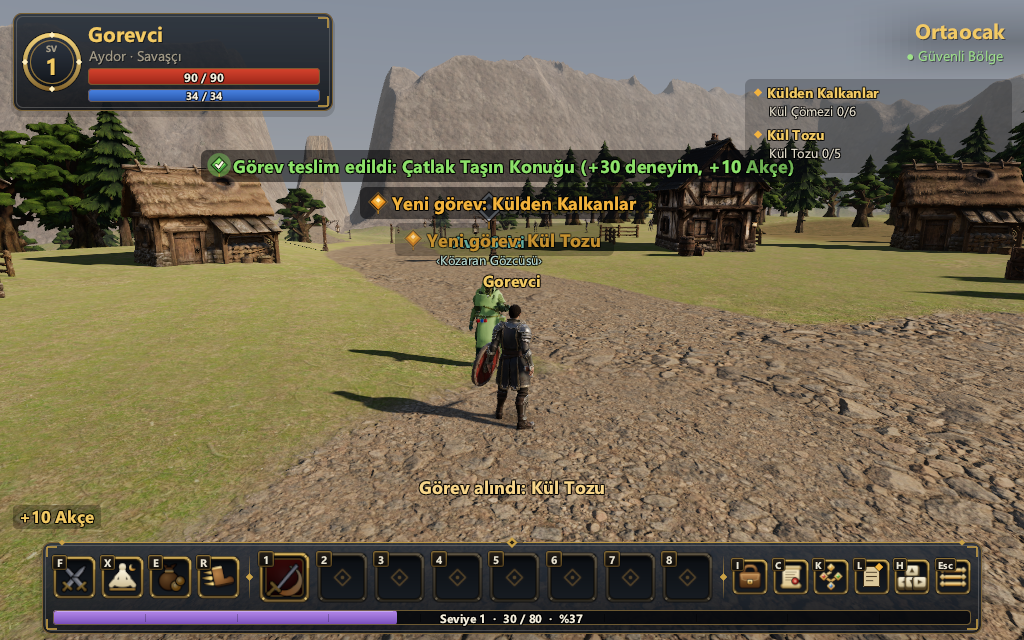 SV
1
Gorevci
Aydor · Savaşçı
90 / 90
34 / 34
Ortaocak
Güvenli Bölge
Külden Kalkanlar
Kül Çömezi 0/6
Kül Tozu
Kül Tozu 0/5
Görev teslim edildi: Çatlak Taşın Konuğu (+30 deneyim, +10 Akçe)
Yeni görev: Külden Kalkanlar
Yeni görev: Kül Tozu
‹Közaran Gözcüsü›
Gorevci
Görev alındı: Kül Tozu
+10 Akçe
F X E R 1 2 3 4 5 6 7 8 I C K L H Esc
Seviye 1 · 30 / 80 · %37